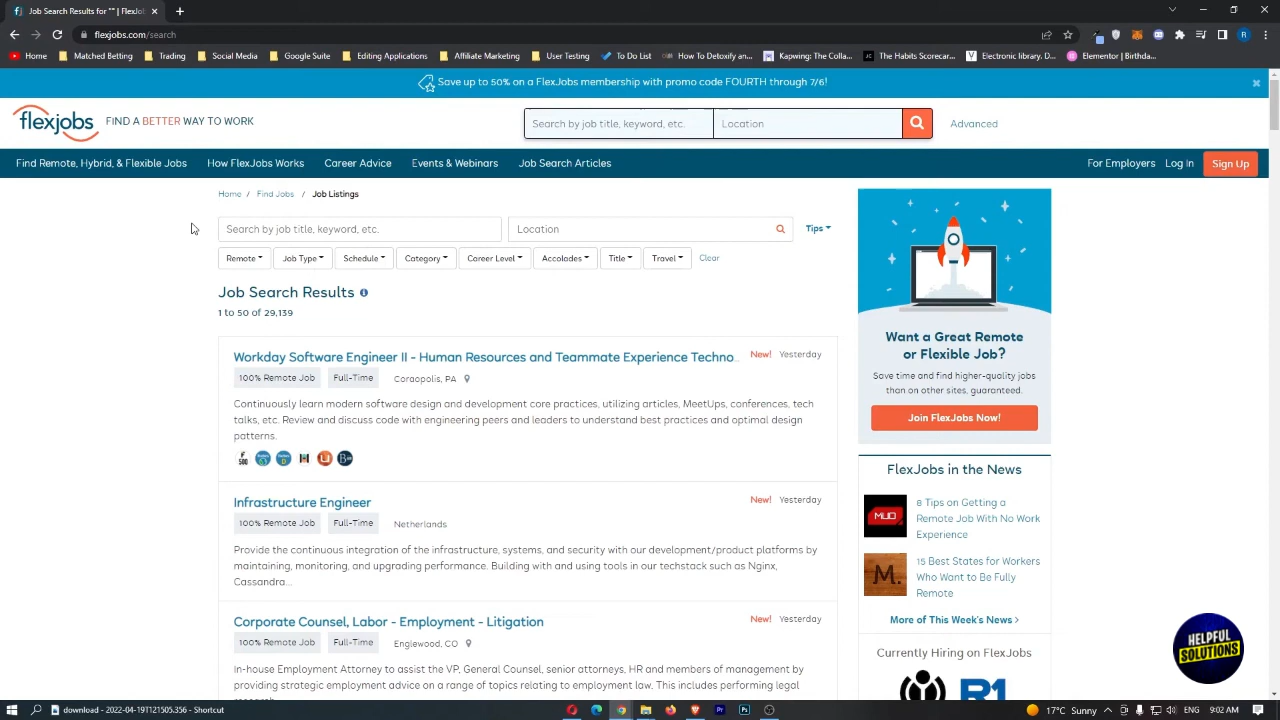 Job Search Results "" | FlexJobs
flexjobs.com/search
Home
Matched Betting
Trading
Social Media
Google Suite
Editing Applications
Affiliate Marketing
User Testing
To Do List
How To Detoxify an...
Kapwing - The Colla...
The Habits Scorecar...
Electronic library. D...
Elementor | Birthda...
Save up to 50% on a FlexJobs membership with promo code FOURTH through 7/6!
flexjobs FIND A BETTER WAY TO WORK
Search by job title, keyword, etc.
Location
Advanced
Find Remote, Hybrid, & Flexible Jobs
How FlexJobs Works
Career Advice
Events & Webinars
Job Search Articles
For Employers
Log In
Sign Up
Home / Find Jobs / Job Listings
Search by job title, keyword, etc.
Location
Tips
Remote
Job Type
Schedule
Category
Career Level
Accolades
Title
Travel
Clear
Job Search Results
1 to 50 of 29,139
Workday Software Engineer II - Human Resources and Teammate Experience Techno...
New! Yesterday
100% Remote Job
Full-Time
Coraopolis, PA
Continuously learn modern software design and development core practices, utilizing articles, MeetUps, conferences, tech
talks, etc. Review and discuss code with engineering peers and leaders to understand best practices and optimal design
patterns.
Infrastructure Engineer
New! Yesterday
100% Remote Job
Full-Time
Netherlands
Provide the continuous integration of the infrastructure, systems, and security with our development/product platforms by
maintaining, monitoring, and upgrading performance. Building with and using tools in our techstack such as Nginx,
Cassandra...
Corporate Counsel, Labor - Employment - Litigation
New! Yesterday
100% Remote Job
Full-Time
Englewood, CO
In-house Employment Attorney to assist the VP, General Counsel, senior attorneys, HR and members of management by
providing strategic employment advice on a range of topics relating to employment law. This includes performing legal
Want a Great Remote
or Flexible Job?
Save time and find higher-quality jobs
than on other sites, guaranteed.
Join FlexJobs Now!
FlexJobs in the News
MUO
8 Tips on Getting a
Remote Job With No Work
Experience
M.
15 Best States for Workers
Who Want to Be Fully
Remote
More of This Week's News >
Currently Hiring on FlexJobs
R1
HELPFUL
SOLUTIONS
download - 2022-04-19T121505.356 - Shortcut
17°C Sunny
ENG
9:02 AM